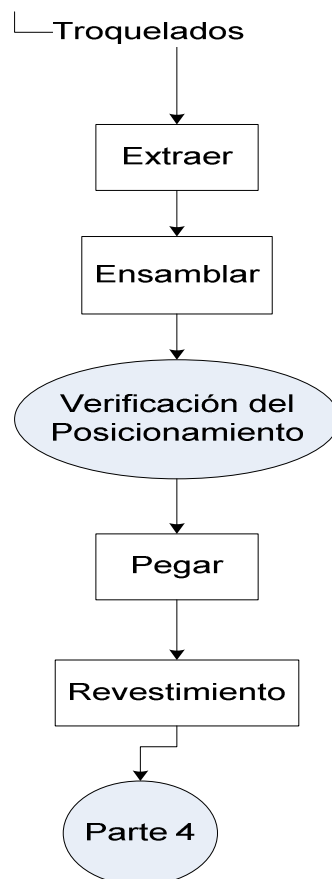 Troquelados
Extraer
Ensamblar
Verificación del
Posicionamiento
Pegar
Revestimiento
Parte 4